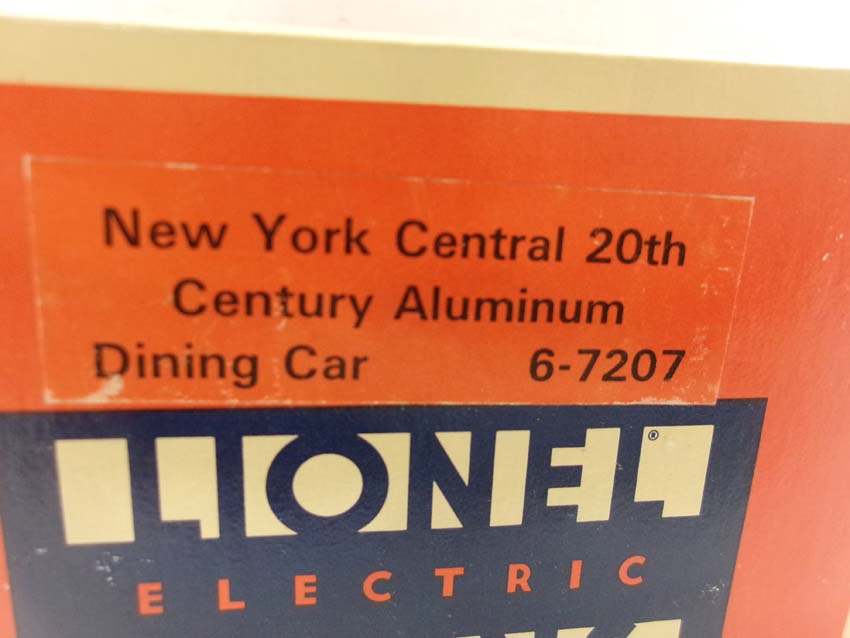 New York Central 20th
Century Aluminum
Dining Car 6-7207
LIONEL®
ELECTRIC